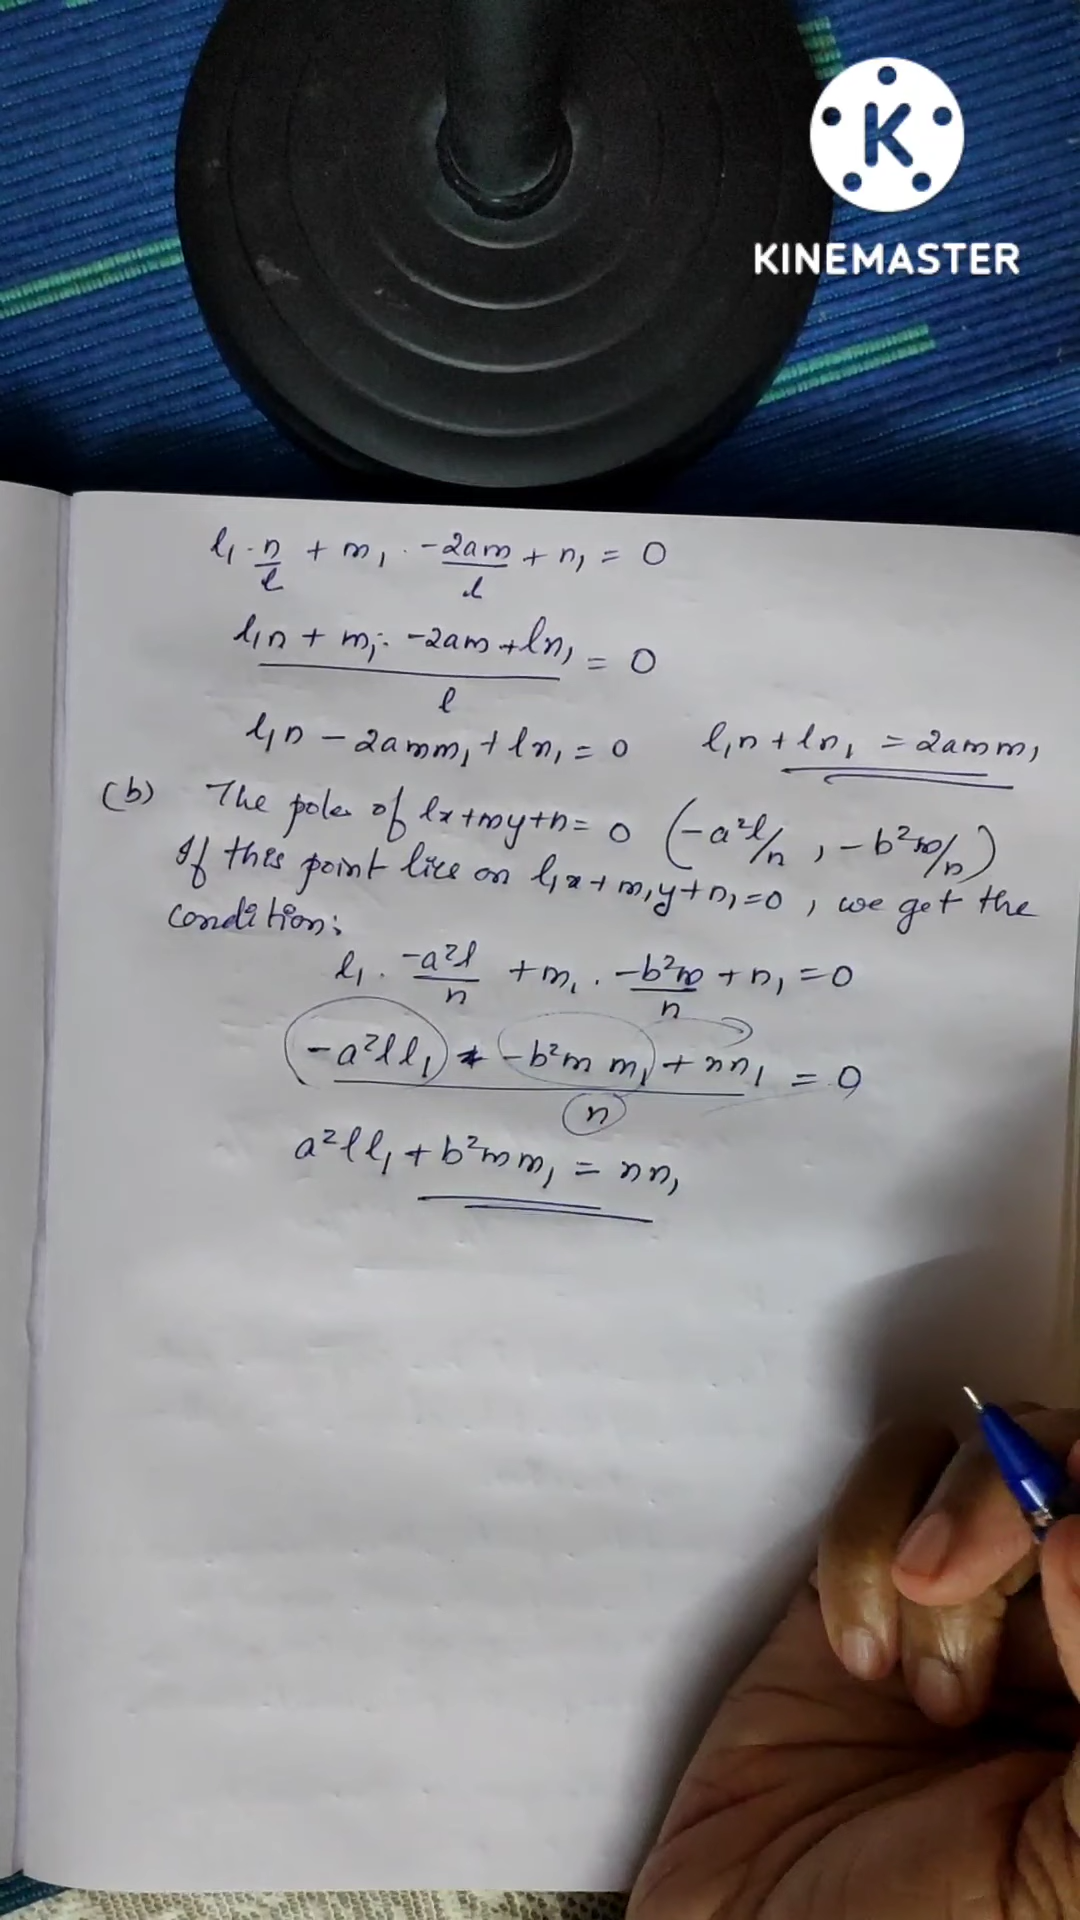 K
KINEMASTER
l₁ · n/l + m₁ · -2am/l + n₁ = 0
l₁n + m₁ · -2am + ln₁ / l = 0
l₁n - 2amm₁ + ln₁ = 0 l₁n + ln₁ = 2amm₁
(b) The pole of lx+my+n=0 (-a²l/n, -b²m/n)
If this point lies on l₁x+m₁y+n₁=0, we get the
condition:
l₁ · -a²l/n + m₁ · -b²m/n + n₁ = 0
-a²ll₁ + -b²m m₁ + nn₁ / n = 0
a²ll₁ + b²mm₁ = nn₁